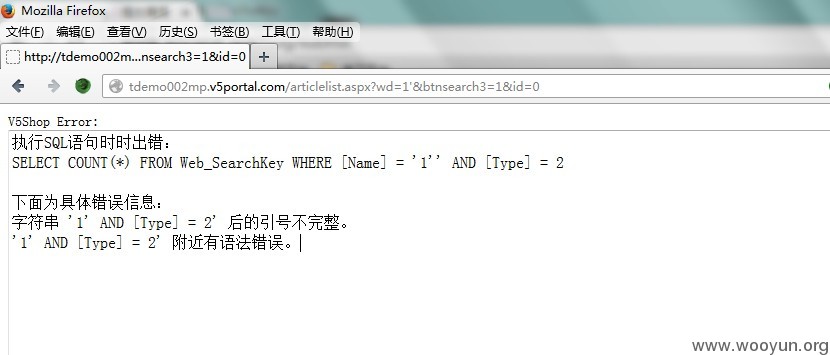 Mozilla Firefox
文件(F) 编辑(E) 查看(V) 历史(S) 书签(B) 工具(T) 帮助(H)
http://tdemo002m...nsearch3=1&id=0
tdemo002mp.v5portal.com/articlelist.aspx?wd=1'&btnsearch3=1&id=0
V5Shop Error:
执行SQL语句时时出错：
SELECT COUNT(*) FROM Web_SearchKey WHERE [Name] = '1'' AND [Type] = 2
下面为具体错误信息：
字符串 '1' AND [Type] = 2' 后的引号不完整。
'1' AND [Type] = 2' 附近有语法错误。
www.wooyun.org